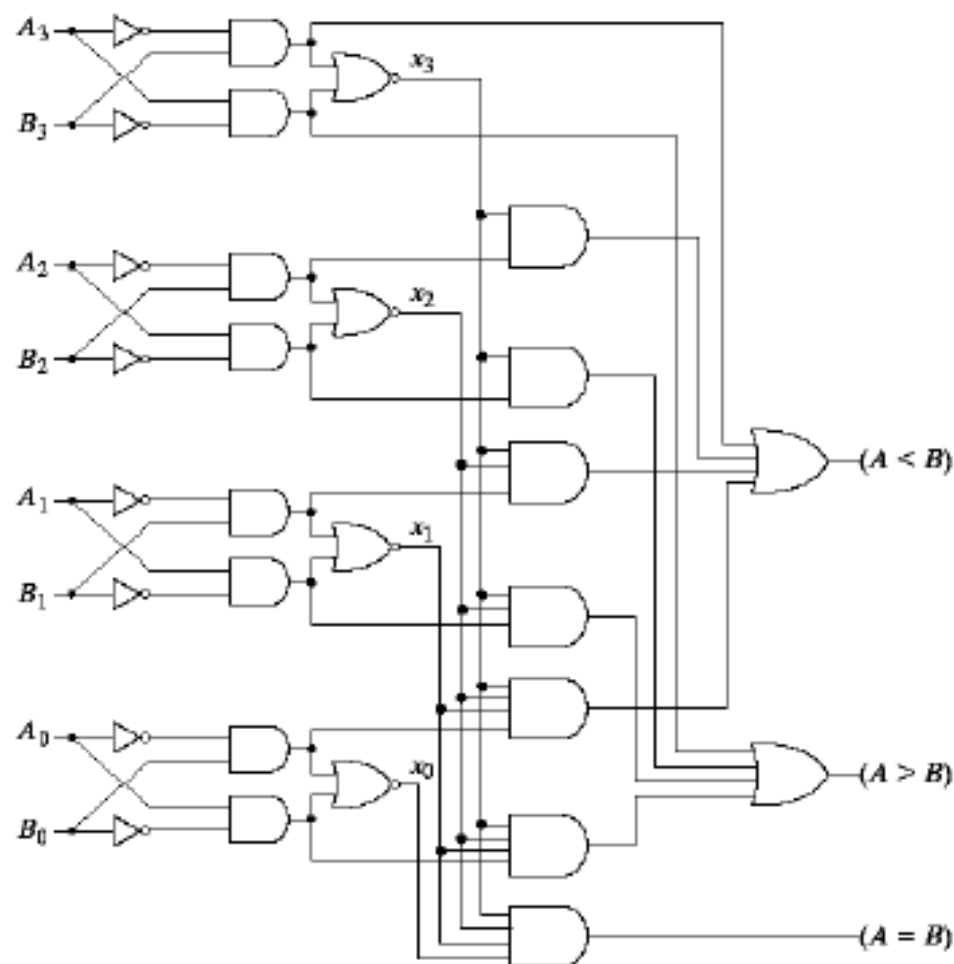 A₃
x₃
B₃
A₂
x₂
B₂
(A < B)
A₁
x₁
B₁
A₀
x₀
(A > B)
B₀
(A = B)